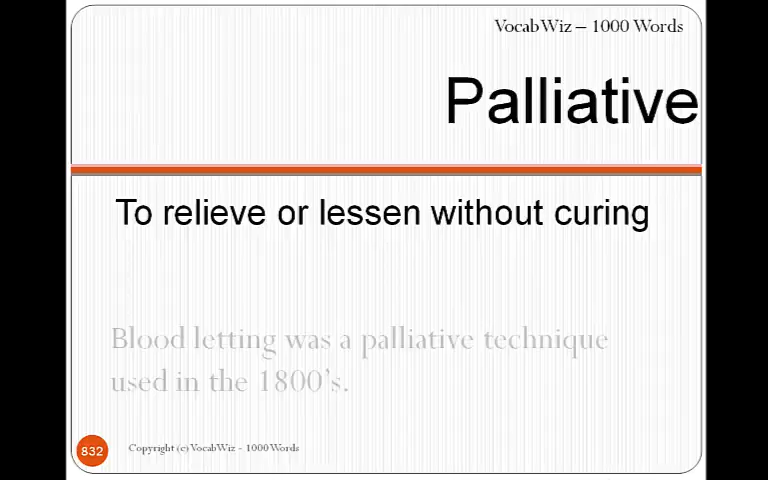 VocabWiz – 1000 Words
Palliative
To relieve or lessen without curing
Blood letting was a palliative technique
used in the 1800's.
832
Copyright (c) VocabWiz - 1000 Words